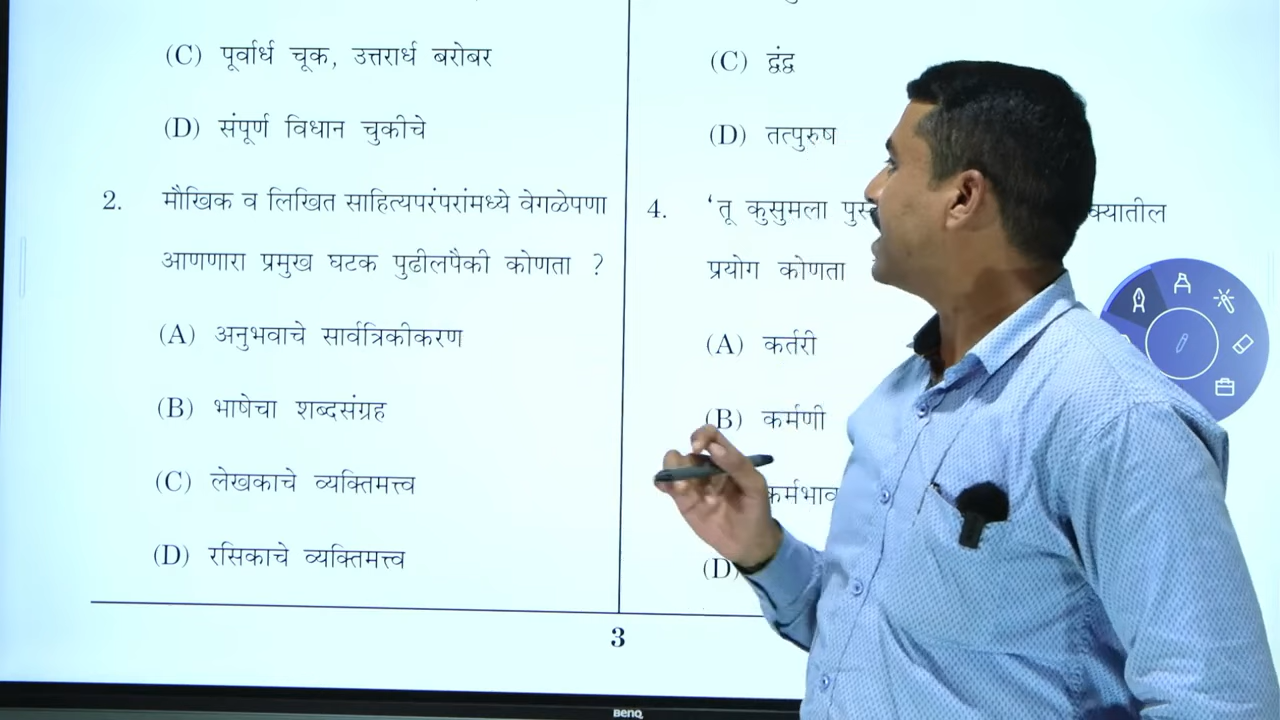 (C) पूर्वार्ध चूक, उत्तरार्ध बरोबर
(D) संपूर्ण विधान चुकीचे
2. मौखिक व लिखित साहित्यपरंपरांमध्ये वेगळेपणा
आणणारा प्रमुख घटक पुढीलपैकी कोणता ?
(A) अनुभवाचे सार्वत्रिकीकरण
(B) भाषेचा शब्दसंग्रह
(C) लेखकाचे व्यक्तिमत्त्व
(D) रसिकाचे व्यक्तिमत्त्व
(C) द्वंद्व
(D) तत्पुरुष
4. ‘तू कुसुमला
प्रयोग कोणता
(A) कर्तरी
(B) कर्मणी
(D)
3
BenQ